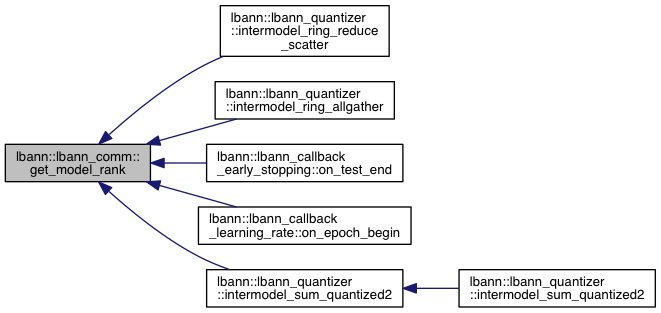 lbann::lbann_quantizer
::intermodel_ring_reduce
_scatter
lbann::lbann_quantizer
::intermodel_ring_allgather
lbann::lbann_comm::
get_model_rank
lbann::lbann_callback
_early_stopping::on_test_end
lbann::lbann_callback
_learning_rate::on_epoch_begin
lbann::lbann_quantizer
::intermodel_sum_quantized2
lbann::lbann_quantizer
::intermodel_sum_quantized2